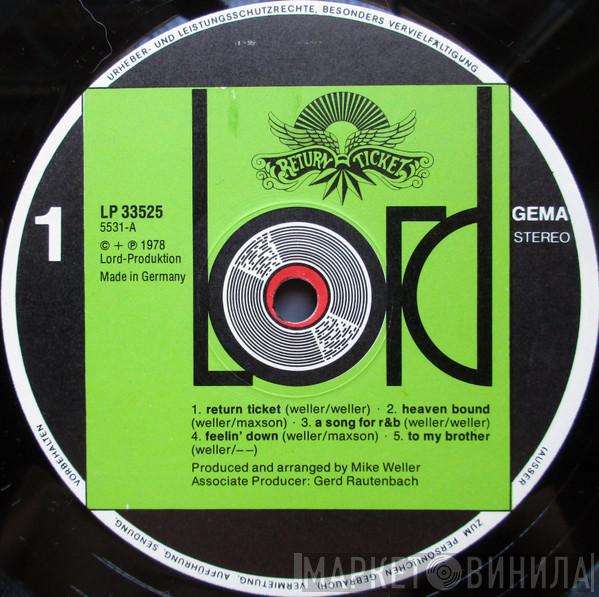 URHEBER- UND LEISTUNGSSCHUTZRECHTE, BESONDERS VERVIELFÄLTIGUNG
(AUSSER ZUM PERSÖNLICHEN GEBRAUCH), VERMIETUNG, AUFFÜHRUNG, SENDUNG, VORBEHALTEN
RETURN TICKET
Lord
1
LP 33525
5531-A
© + ℗ 1978
Lord-Produktion
Made in Germany
GEMA
STEREO
1. return ticket (weller/weller) · 2. heaven bound
(weller/maxson) · 3. a song for r&b (weller/weller)
4. feelin' down (weller/maxson) · 5. to my brother
(weller/––)
Produced and arranged by Mike Weller
Associate Producer: Gerd Rautenbach
МАРКЕТ ВИНИЛА